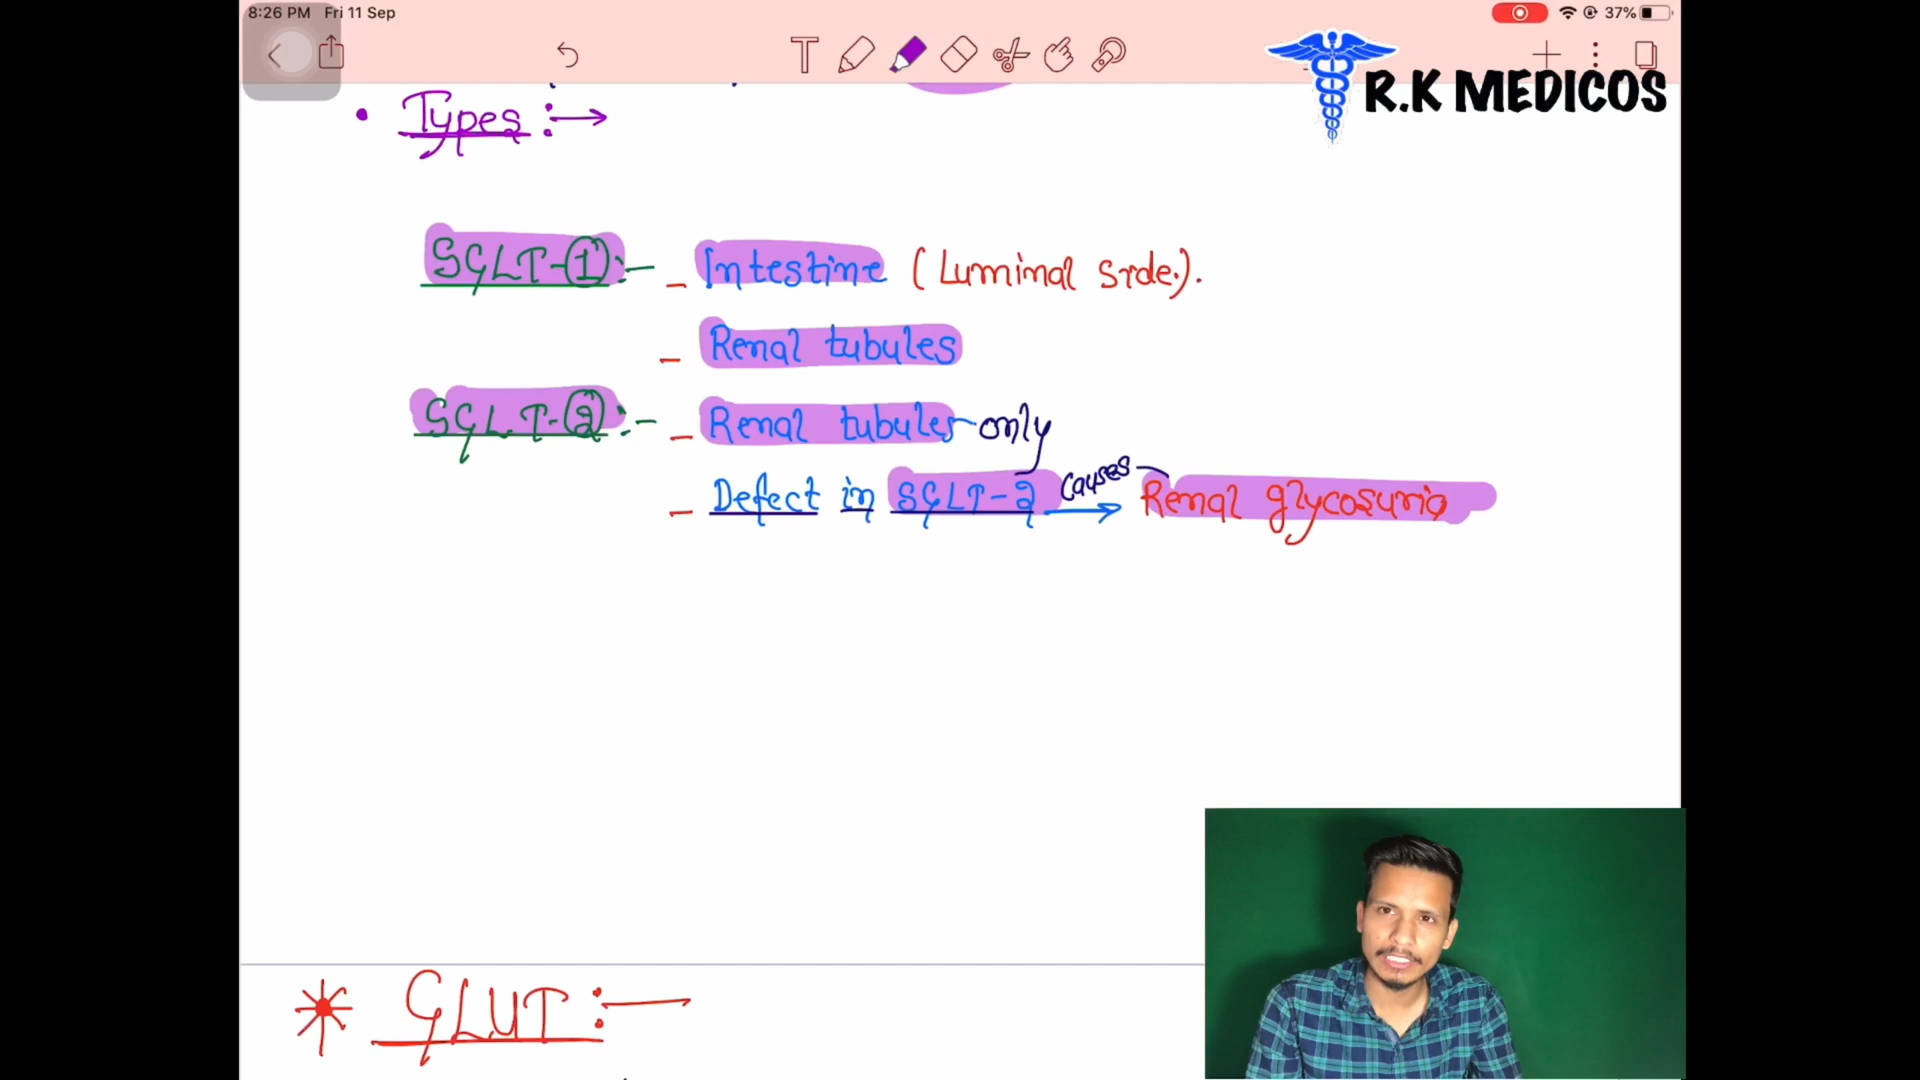 8:26 PM Fri 11 Sep
37%
R.K MEDICOS
• Types :→
SGLT-1 :- - Intestine (Luminal Side).
- Renal tubules
SGLT-2 :- - Renal tubules only
- Defect in SGLT-2 causes → Renal glycosuria
* GLUT :-